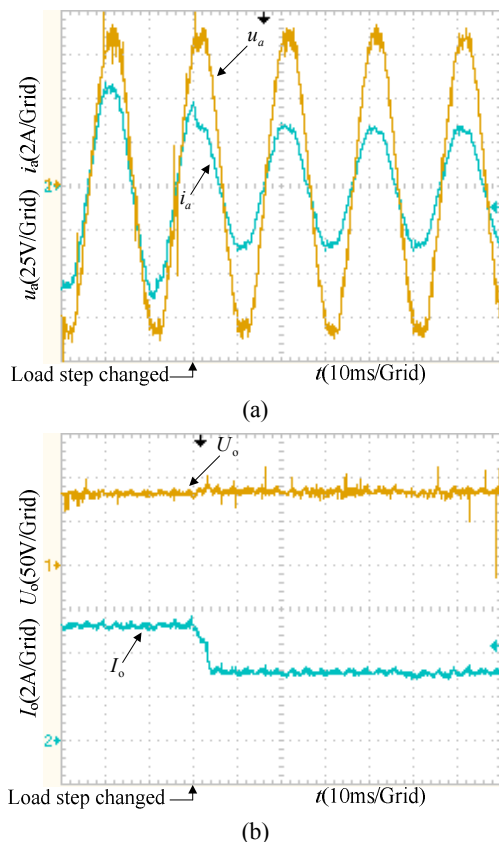 u_a
i_a(2A/Grid)
2
i_a
u_a(25V/Grid)
Load step changed
t(10ms/Grid)
(a)
U_o
U_o(50V/Grid)
1
I_o(2A/Grid)
I_o
2
Load step changed
t(10ms/Grid)
(b)